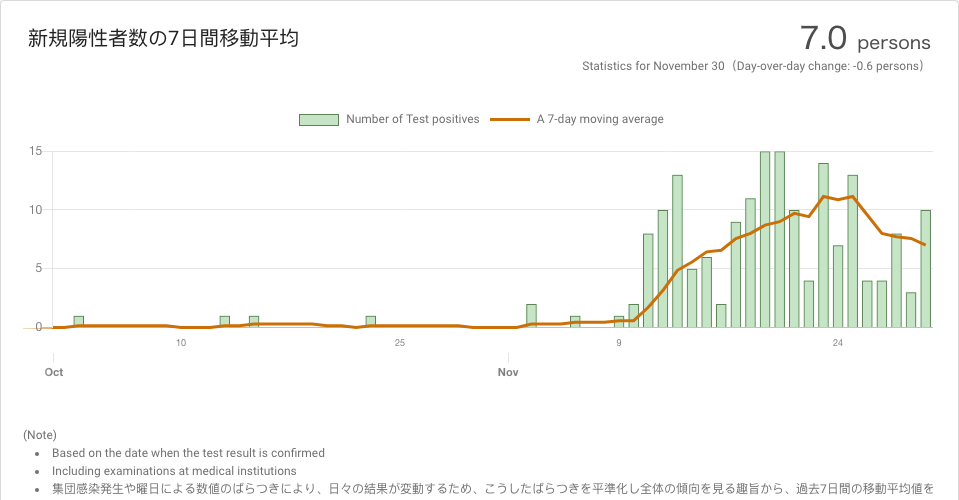 新規陽性者数の7日間移動平均
7.0 persons
Statistics for November 30（Day-over-day change: -0.6 persons）
Number of Test positives
A 7-day moving average
15
10
5
0
10
25
9
24
Oct
Nov
(Note)
• Based on the date when the test result is confirmed
• Including examinations at medical institutions
• 集団感染発生や曜日による数値のばらつきにより、日々の結果が変動するため、こうしたばらつきを平準化し全体の傾向を見る趣旨から、過去7日間の移動平均値を